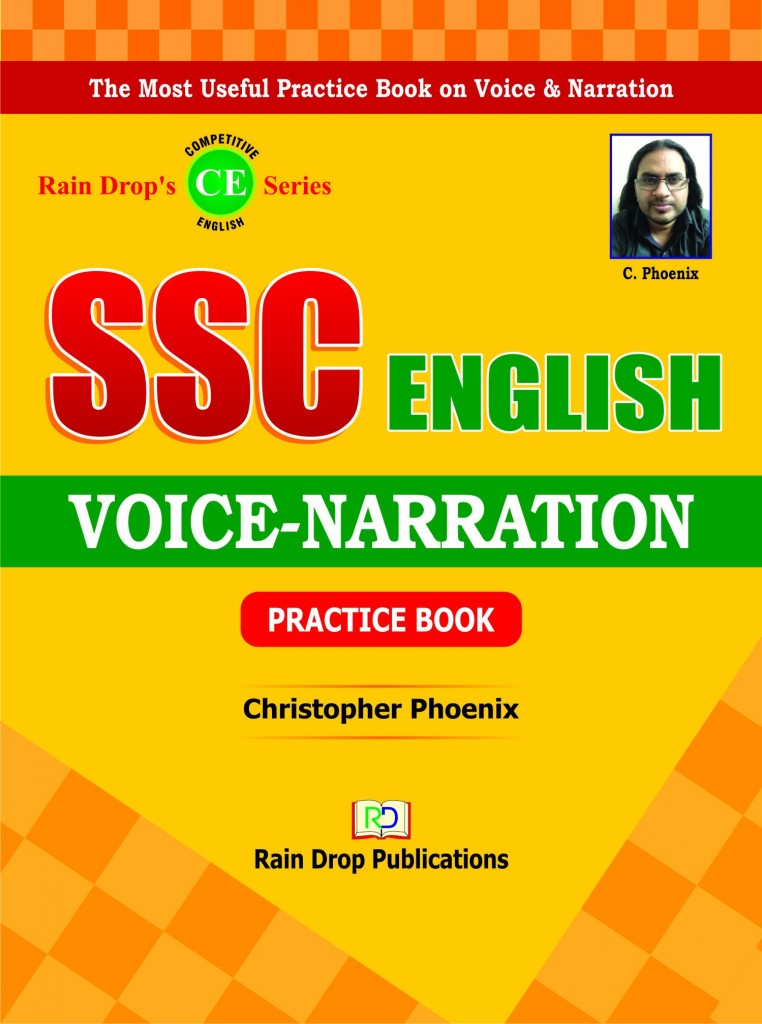 The Most Useful Practice Book on Voice & Narration
COMPETITIVE
Rain Drop's CE Series
ENGLISH
C. Phoenix
SSC ENGLISH
VOICE-NARRATION
PRACTICE BOOK
Christopher Phoenix
RD
Rain Drop Publications